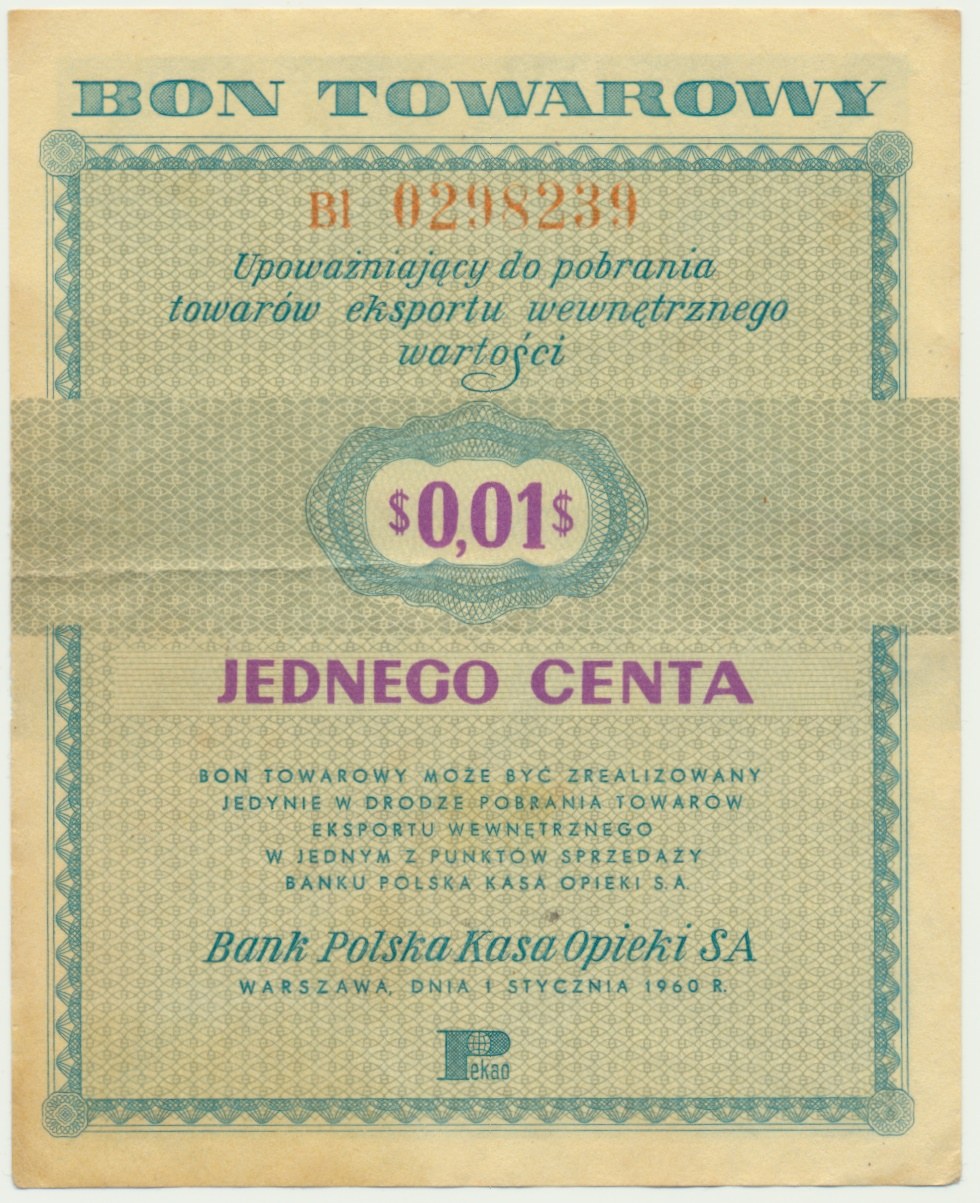 BON TOWAROWY
Bl 0298239
Upoważniający do pobrania
towarów eksportu wewnętrznego
wartości
$0,01$
JEDNEGO CENTA
BON TOWAROWY MOŻE BYĆ ZREALIZOWANY
JEDYNIE W DRODZE POBRANIA TOWARÓW
EKSPORTU WEWNĘTRZNEGO
W JEDNYM Z PUNKTÓW SPRZEDAŻY
BANKU POLSKA KASA OPIEKI S.A.
Bank Polska Kasa Opieki SA
WARSZAWA, DNIA 1 STYCZNIA 1960 R.
Pekao